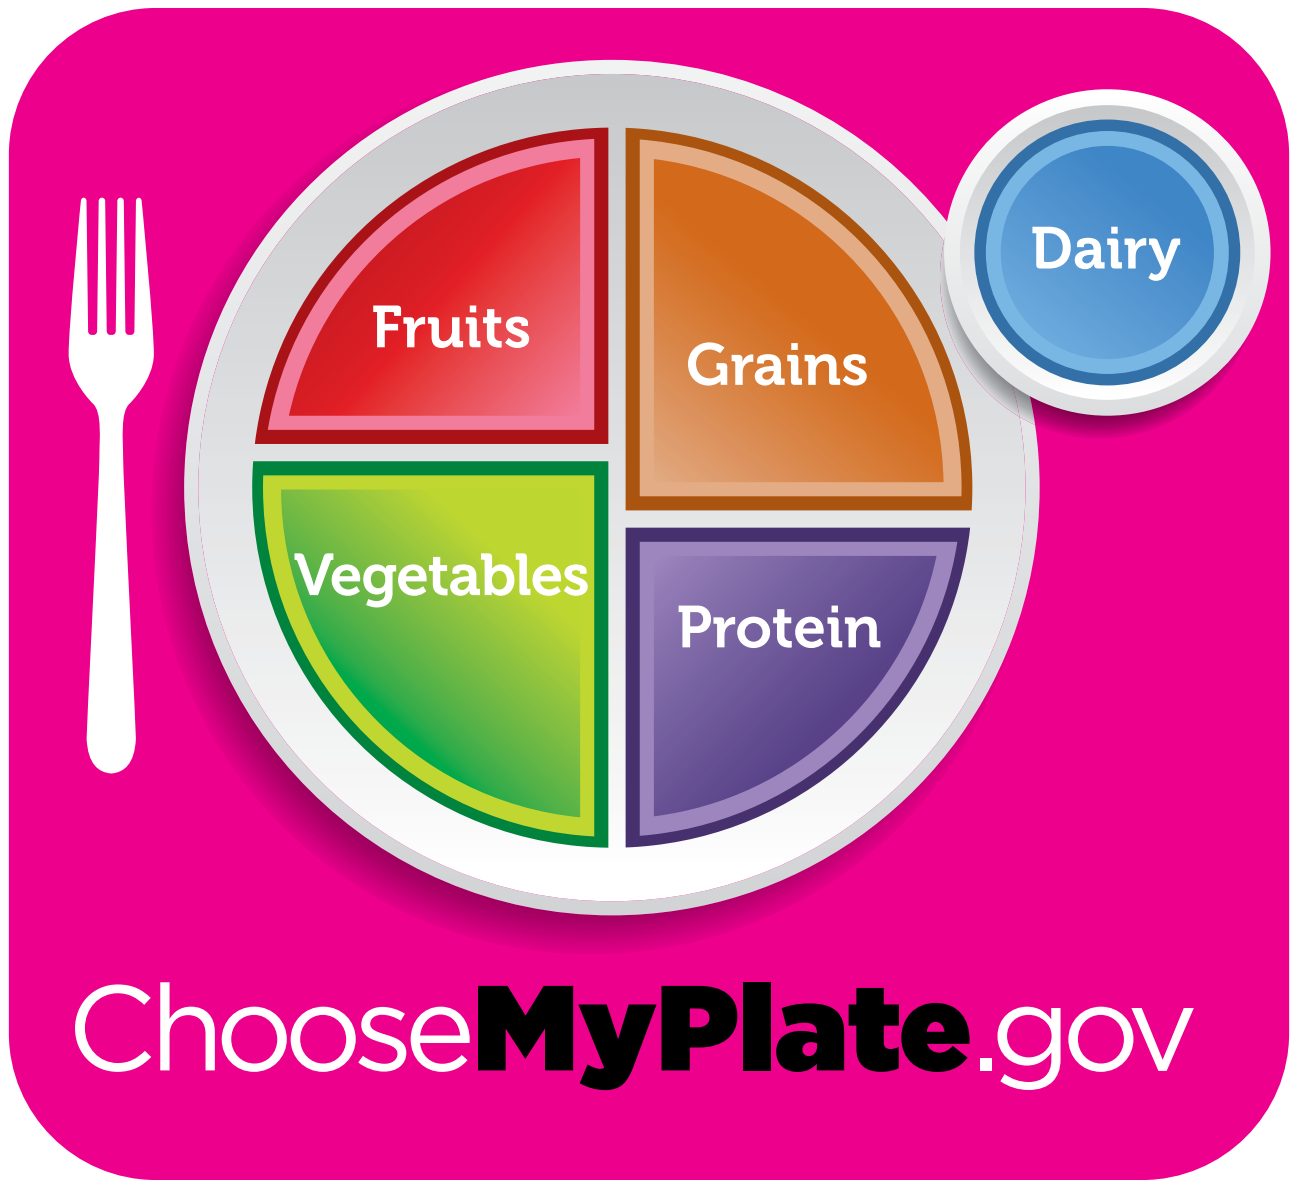 Fruits
Grains
Dairy
Vegetables
Protein
ChooseMyPlate.gov